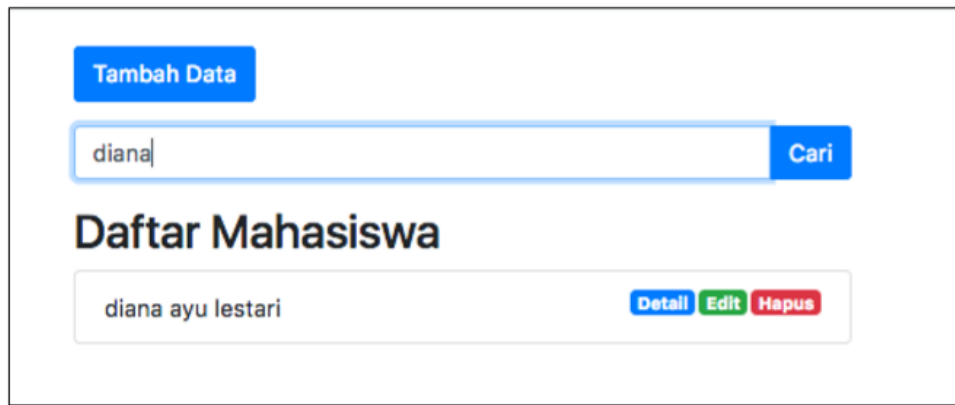 Tambah Data
diana Cari
Daftar Mahasiswa
diana ayu lestari Detail Edit Hapus